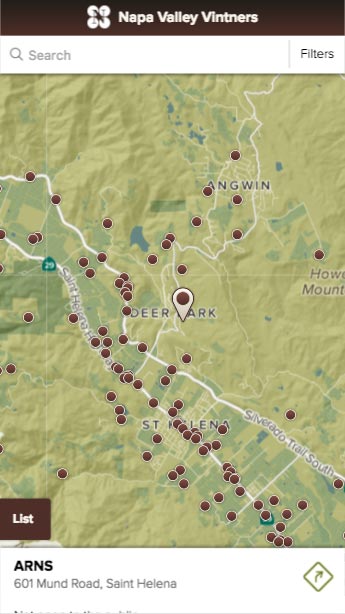 Napa Valley Vintners
Search
Filters
ANGWIN
29
Howe
Mount
DEER PARK
Saint Helena H
ST HELENA
Silverado Trail South
List
ARNS
601 Mund Road, Saint Helena